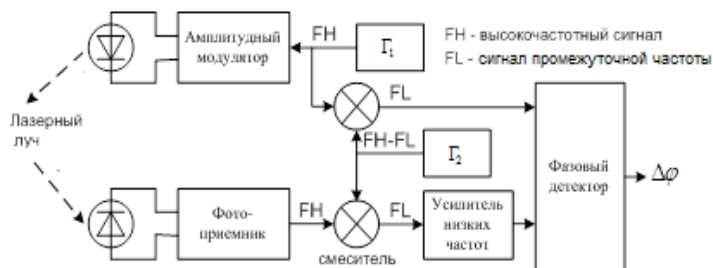 Амплитудный
модулятор
FH
Г₁
FH - высокочастотный сигнал
FL - сигнал промежуточной частоты
FL
Лазерный
луч
FH-FL
Г₂
Фазовый
детектор
Δφ
Фото-
приемник
FH
FL
Усилитель
низких
частот
смеситель